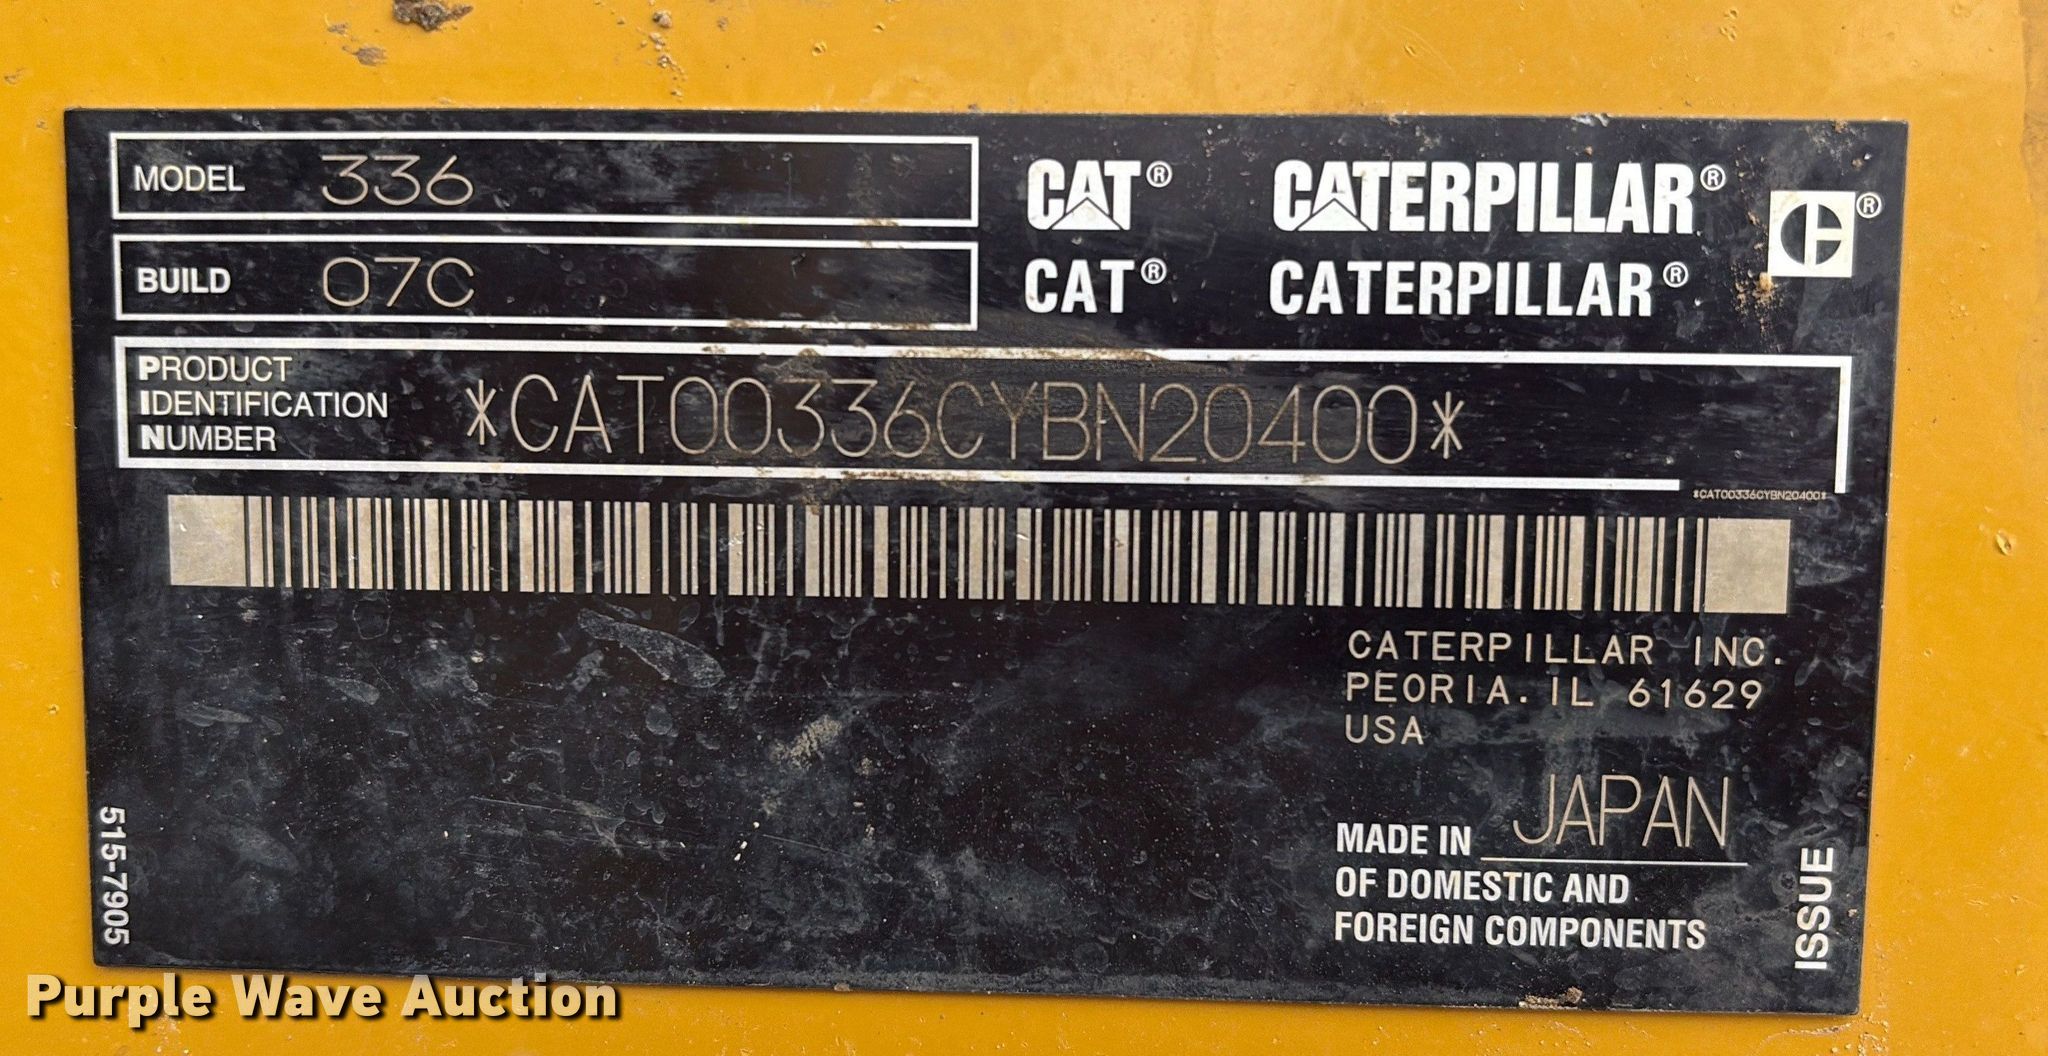 MODEL 336
BUILD 07C
CAT® CATERPILLAR® ®
CAT® CATERPILLAR®
PRODUCT
IDENTIFICATION
NUMBER
*CAT00336CYBN20400*
*CAT00336CYBN20400*
CATERPILLAR INC.
PEORIA. IL 61629
USA
MADE IN JAPAN
OF DOMESTIC AND
FOREIGN COMPONENTS
ISSUE
515-7905
Purple Wave Auction